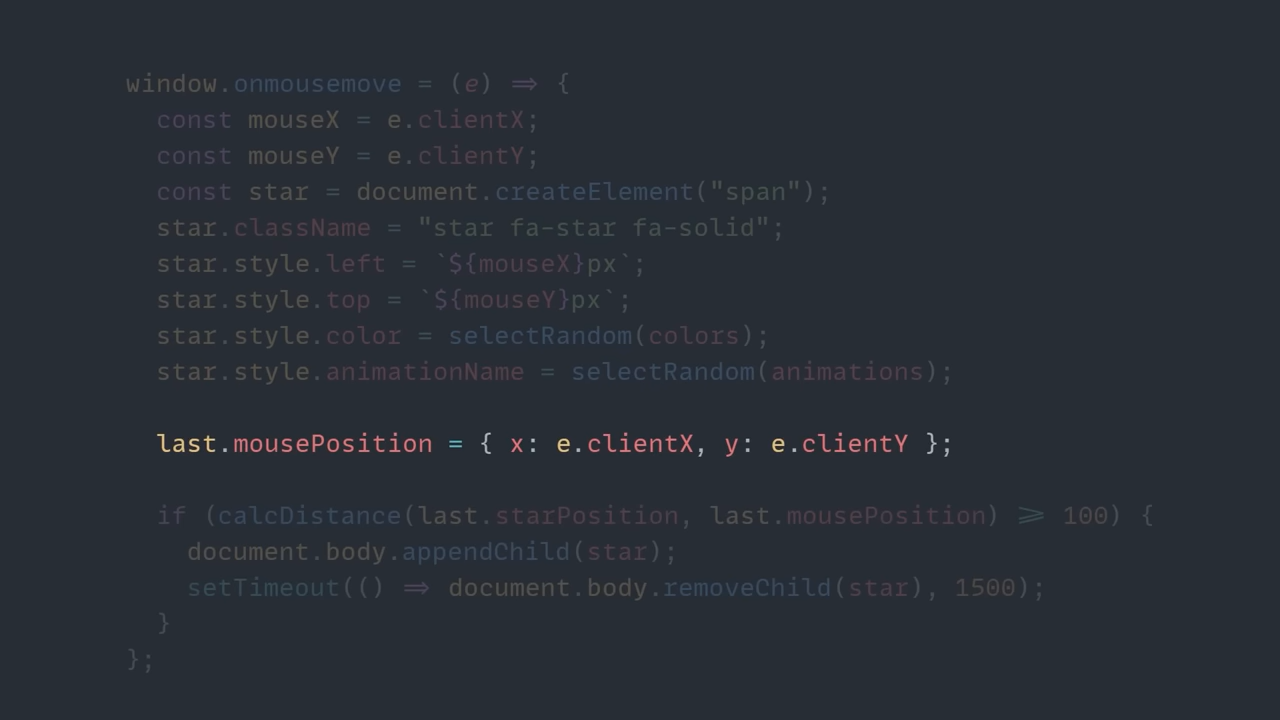 window.onmousemove = (e) => {
const mouseX = e.clientX;
const mouseY = e.clientY;
const star = document.createElement("span");
star.className = "star fa-star fa-solid";
star.style.left = `${mouseX}px`;
star.style.top = `${mouseY}px`;
star.style.color = selectRandom(colors);
star.style.animationName = selectRandom(animations);
last.mousePosition = { x: e.clientX, y: e.clientY };
if (calcDistance(last.starPosition, last.mousePosition) >= 100) {
document.body.appendChild(star);
setTimeout(() => document.body.removeChild(star), 1500);
}
};